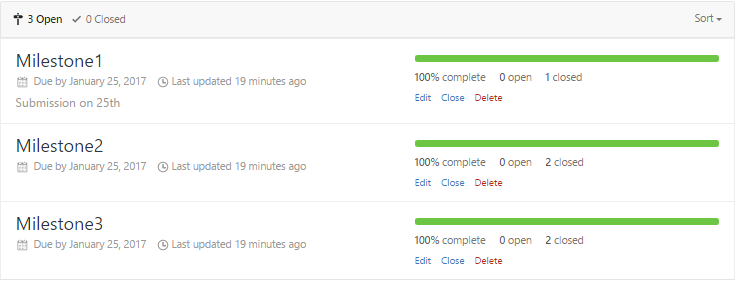 3 Open 0 Closed Sort
Milestone1
Due by January 25, 2017 Last updated 19 minutes ago
Submission on 25th
100% complete 0 open 1 closed
Edit Close Delete
Milestone2
Due by January 25, 2017 Last updated 19 minutes ago
100% complete 0 open 2 closed
Edit Close Delete
Milestone3
Due by January 25, 2017 Last updated 19 minutes ago
100% complete 0 open 2 closed
Edit Close Delete